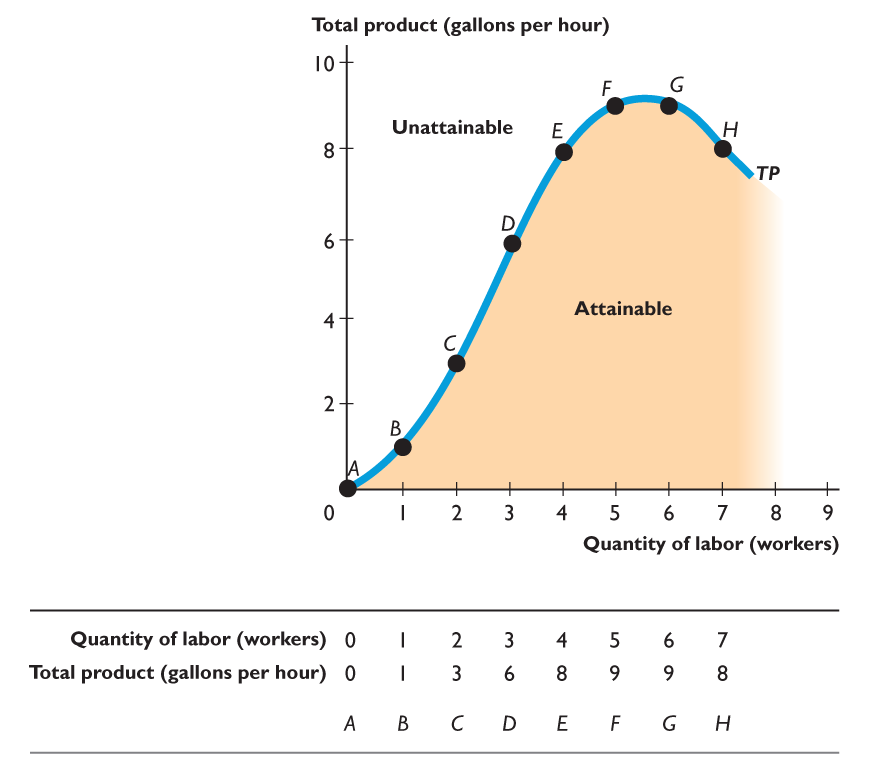 Total product (gallons per hour)
10
Unattainable
F
G
E
H
8
TP
D
6
Attainable
4
C
2
B
A
0 1 2 3 4 5 6 7 8 9
Quantity of labor (workers)
Quantity of labor (workers) 0 1 2 3 4 5 6 7
Total product (gallons per hour) 0 1 3 6 8 9 9 8
A B C D E F G H